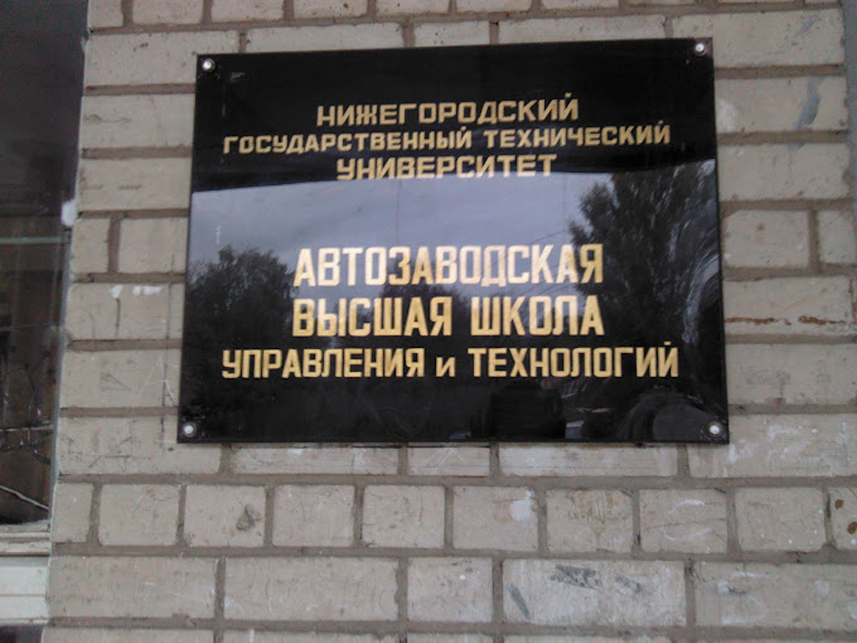 НИЖЕГОРОДСКИЙ
ГОСУДАРСТВЕННЫЙ ТЕХНИЧЕСКИЙ
УНИВЕРСИТЕТ
АВТОЗАВОДСКАЯ
ВЫСШАЯ ШКОЛА
УПРАВЛЕНИЯ и ТЕХНОЛОГИЙ